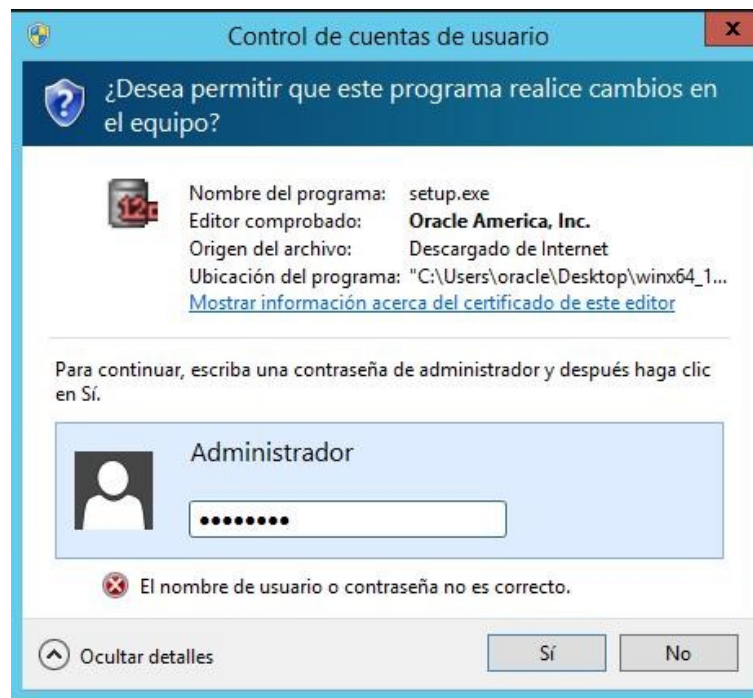 Control de cuentas de usuario
x
¿Desea permitir que este programa realice cambios en
el equipo?
12c
Nombre del programa: setup.exe
Editor comprobado: Oracle America, Inc.
Origen del archivo: Descargado de Internet
Ubicación del programa: "C:\Users\oracle\Desktop\winx64_1...
Mostrar información acerca del certificado de este editor
Para continuar, escriba una contraseña de administrador y después haga clic
en Sí.
Administrador
●●●●●●●●
El nombre de usuario o contraseña no es correcto.
Ocultar detalles
Sí
No